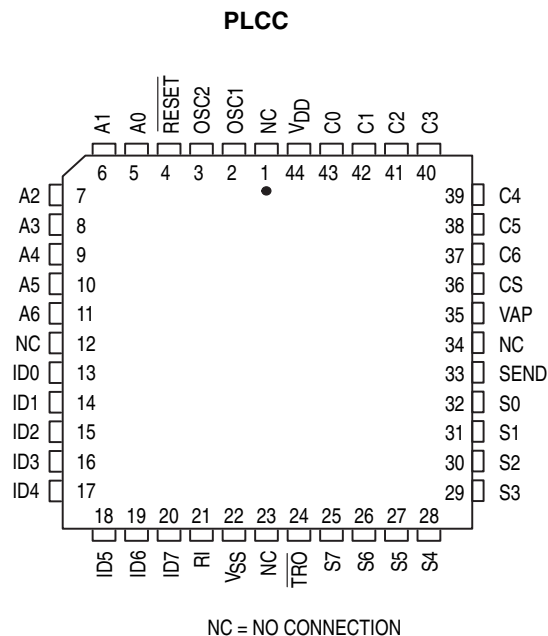 PLCC
A1 A0 RESET OSC2 OSC1 NC VDD C0 C1 C2 C3
6 5 4 3 2 1 44 43 42 41 40
A2 7 39 C4
A3 8 38 C5
A4 9 37 C6
A5 10 36 CS
A6 11 35 VAP
NC 12 34 NC
ID0 13 33 SEND
ID1 14 32 S0
ID2 15 31 S1
ID3 16 30 S2
ID4 17 29 S3
18 19 20 21 22 23 24 25 26 27 28
ID5 ID6 ID7 RI VSS NC TRO S7 S6 S5 S4
NC = NO CONNECTION